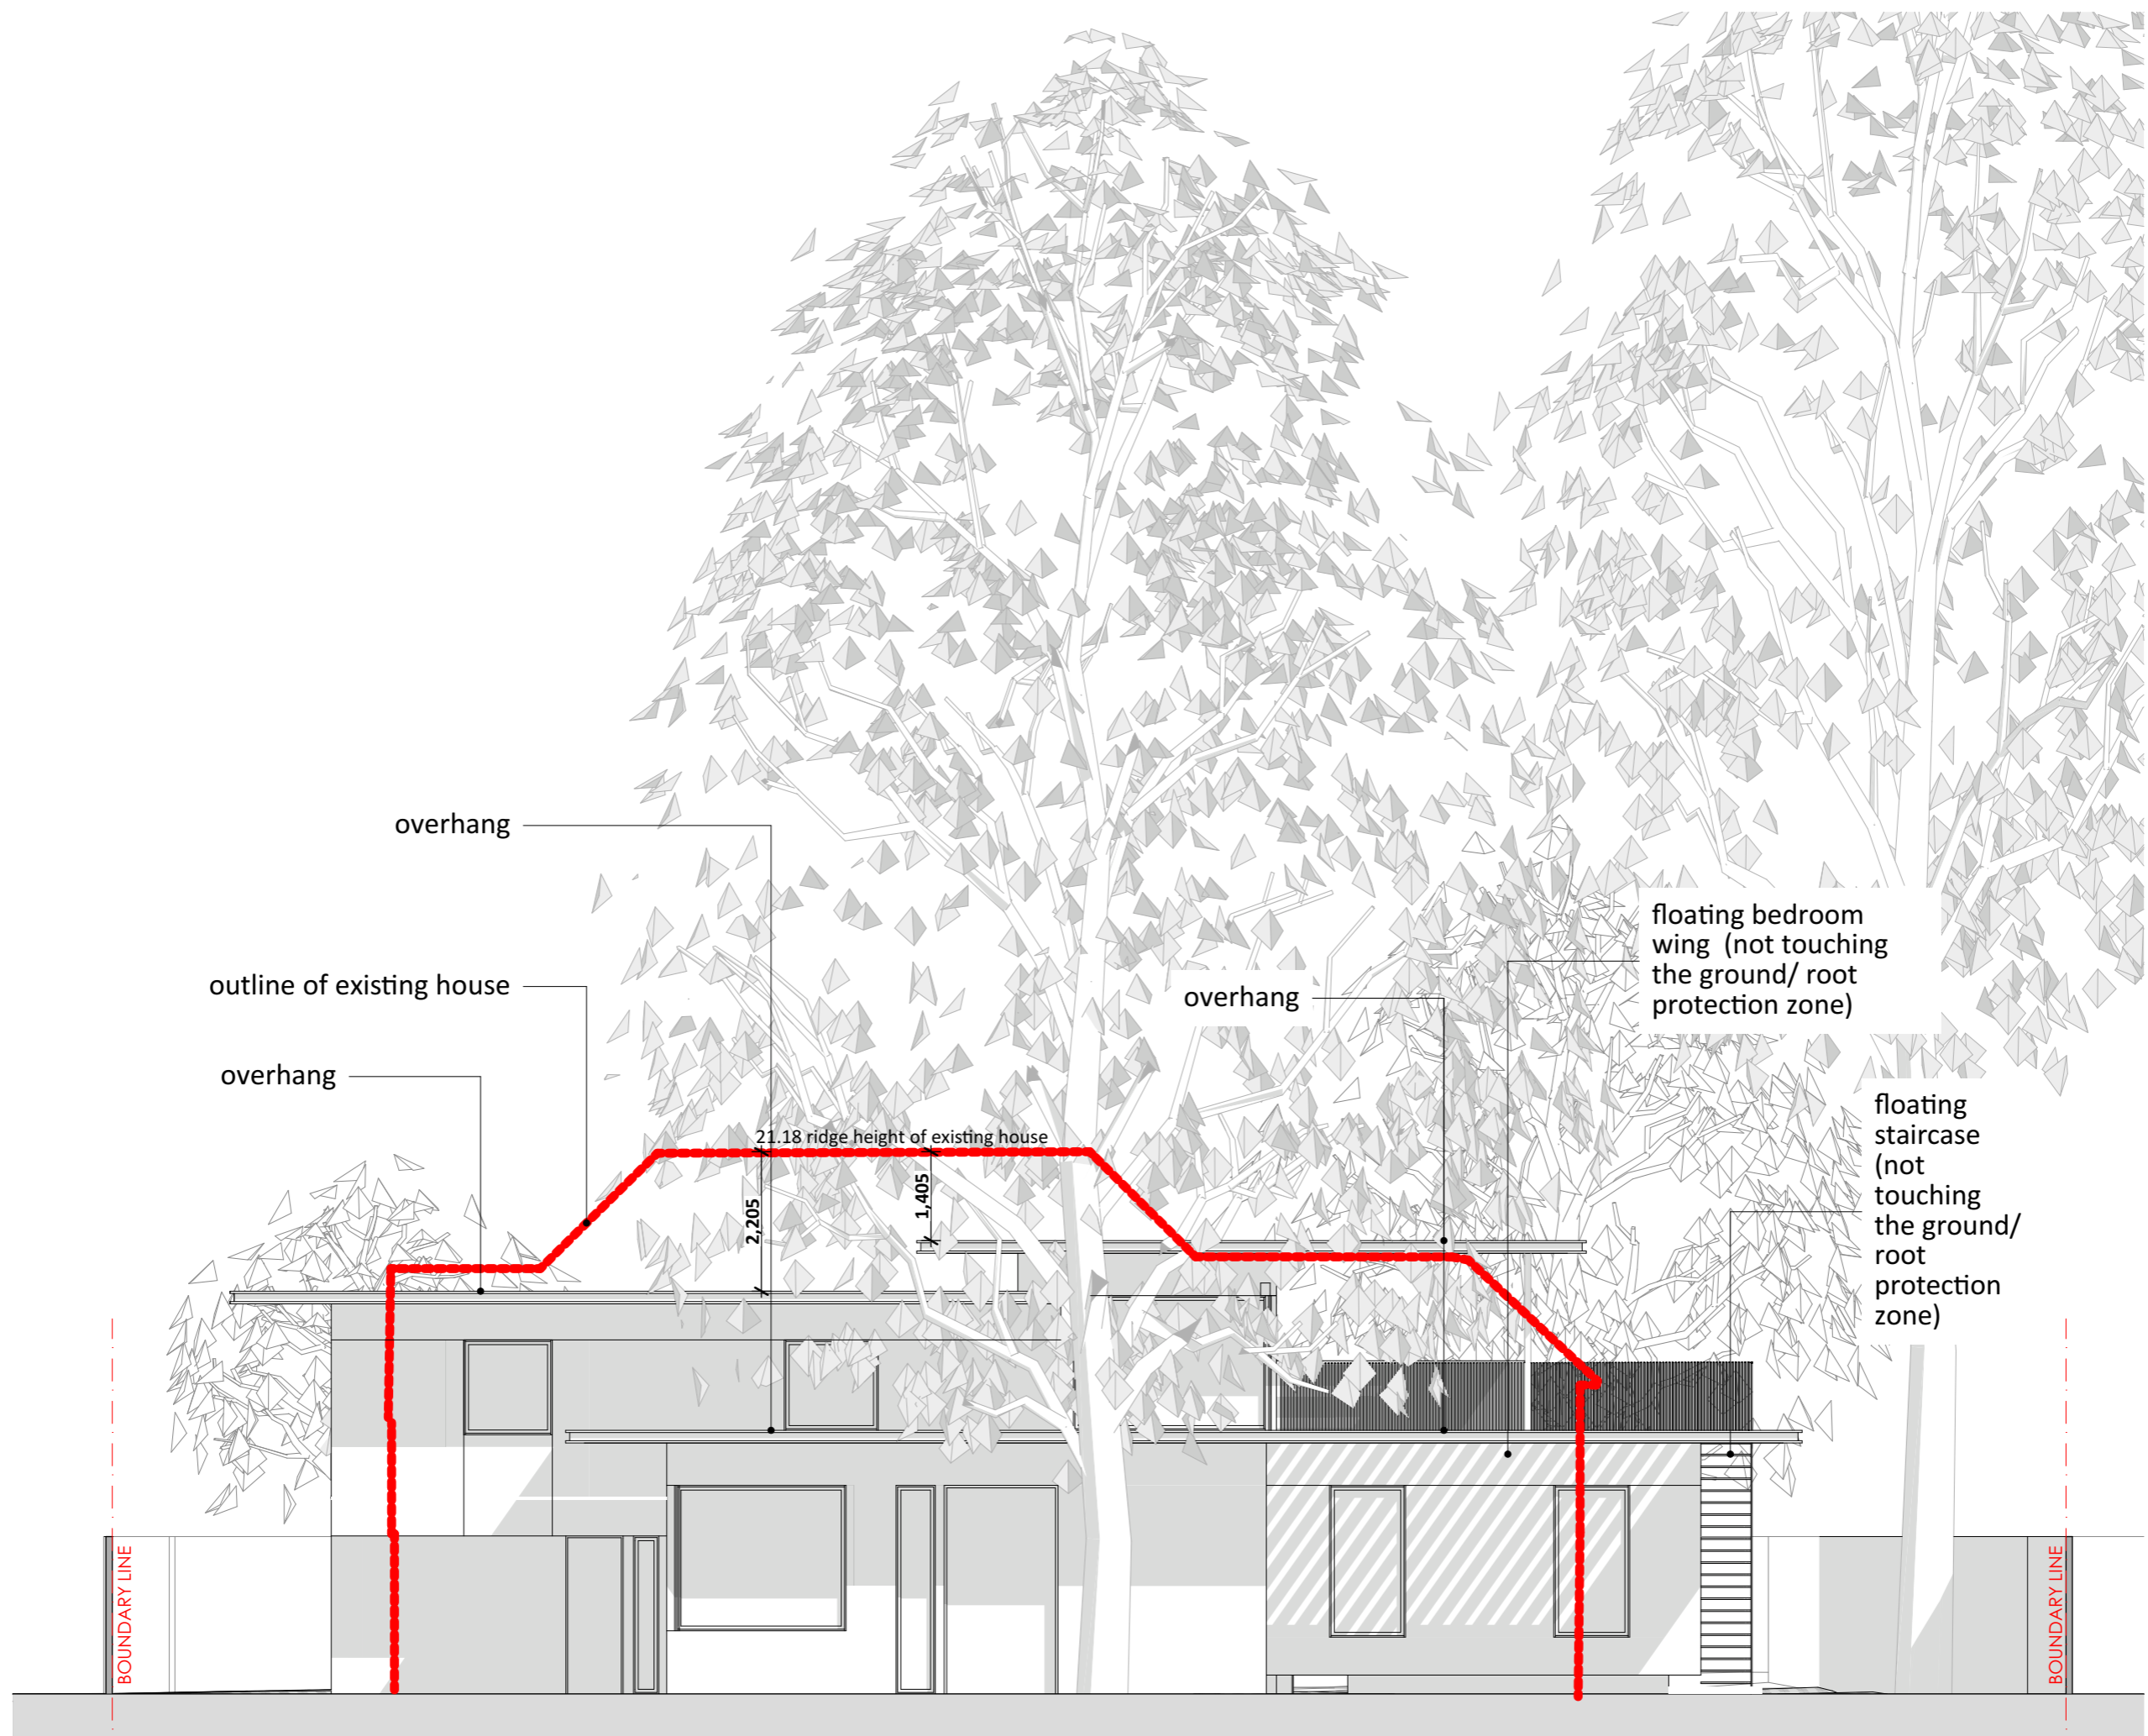 overhang
floating bedroom
wing (not touching
the ground/ root
protection zone)
outline of existing house
overhang
overhang
floating
staircase
(not
touching
the ground/
root
protection
zone)
21.18 ridge height of existing house
2,205
1,405
BOUNDARY LINE
BOUNDARY LINE